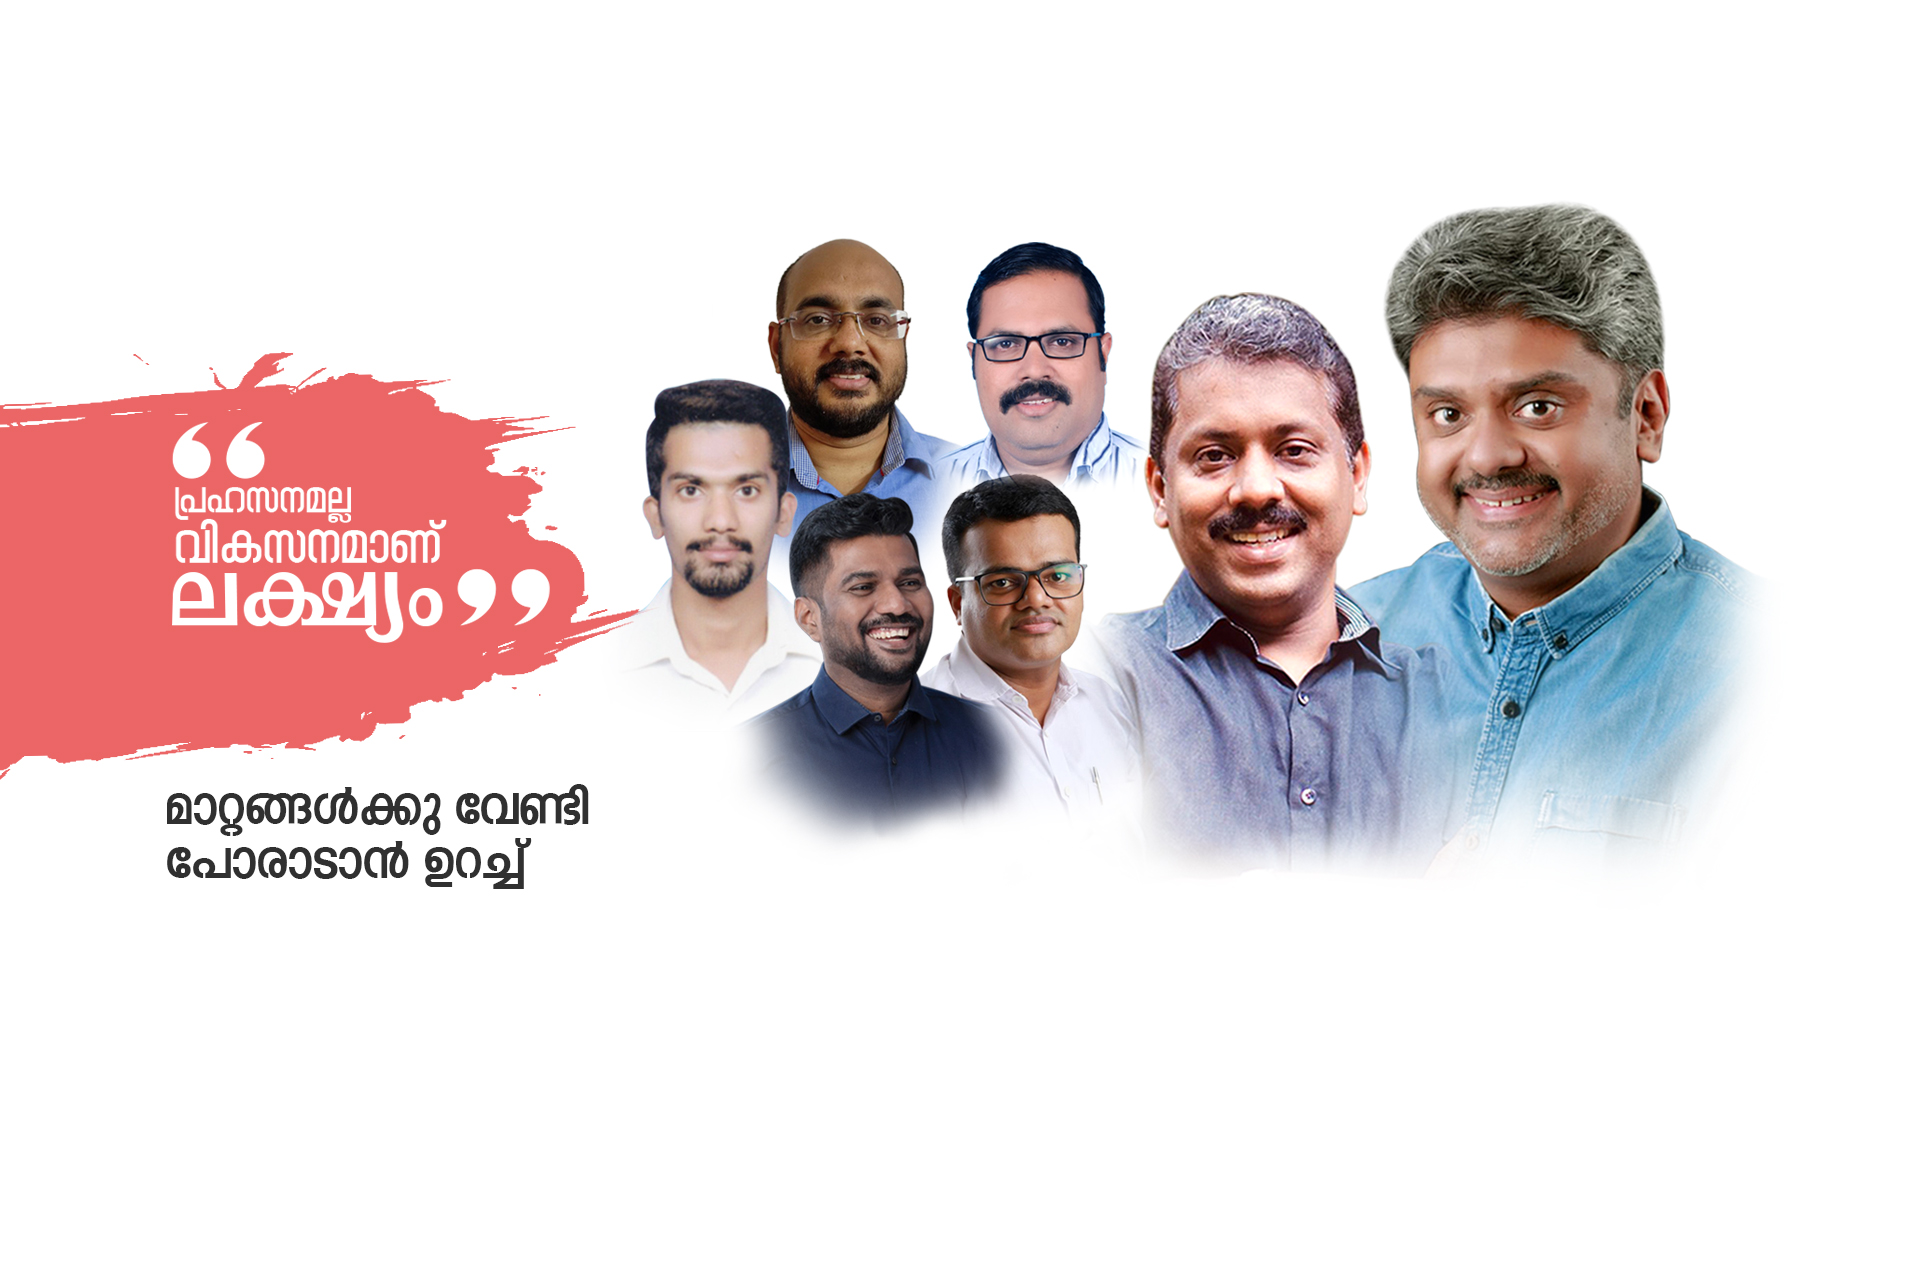 “
പ്രഹസനമല്ല
വികസനമാണ്
ലക്ഷ്യം”
മാറ്റങ്ങൾക്കു വേണ്ടി
പോരാടാൻ ഉറച്ച്